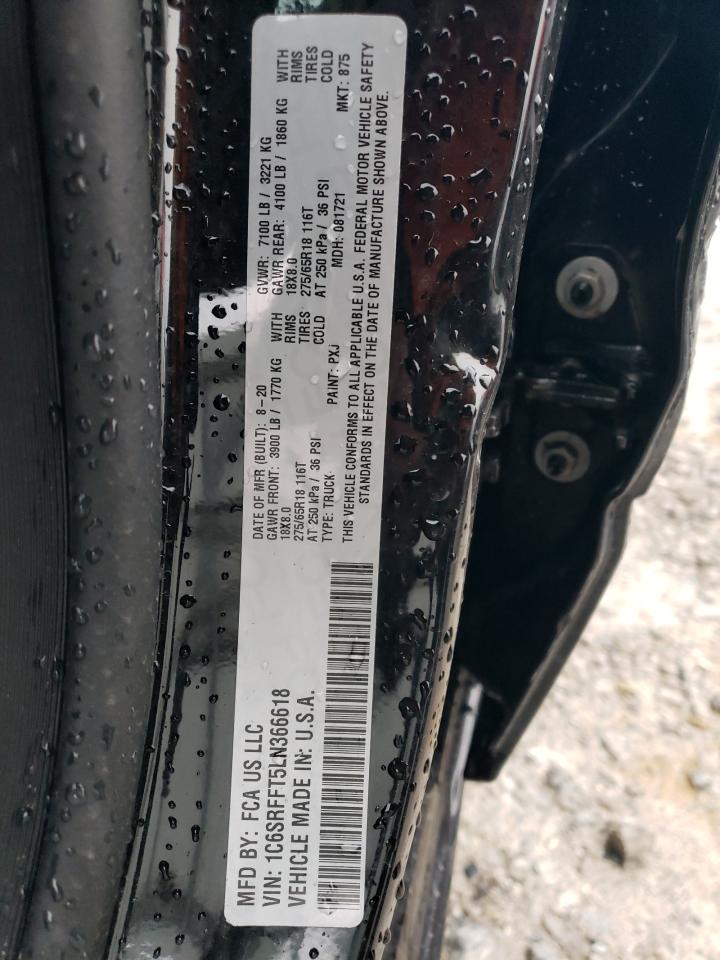 MFD BY: FCA US LLC
VIN: 1C6SRFFT5LN366618
VEHICLE MADE IN: U.S.A.
DATE OF MFR (BUILT): 8-20 GVWR: 7100 LB / 3221 KG
GAWR FRONT: 3900 LB / 1770 KG WITH GAWR REAR: 4100 LB / 1860 KG WITH
18X8.0 RIMS 18X8.0 RIMS
275/65R18 116T TIRES 275/65R18 116T TIRES
AT 250 kPa / 36 PSI COLD AT 250 kPa / 36 PSI COLD
TYPE: TRUCK PAINT: PXJ MDH: 081721 MKT: 875
THIS VEHICLE CONFORMS TO ALL APPLICABLE U.S.A. FEDERAL MOTOR VEHICLE SAFETY
STANDARDS IN EFFECT ON THE DATE OF MANUFACTURE SHOWN ABOVE.